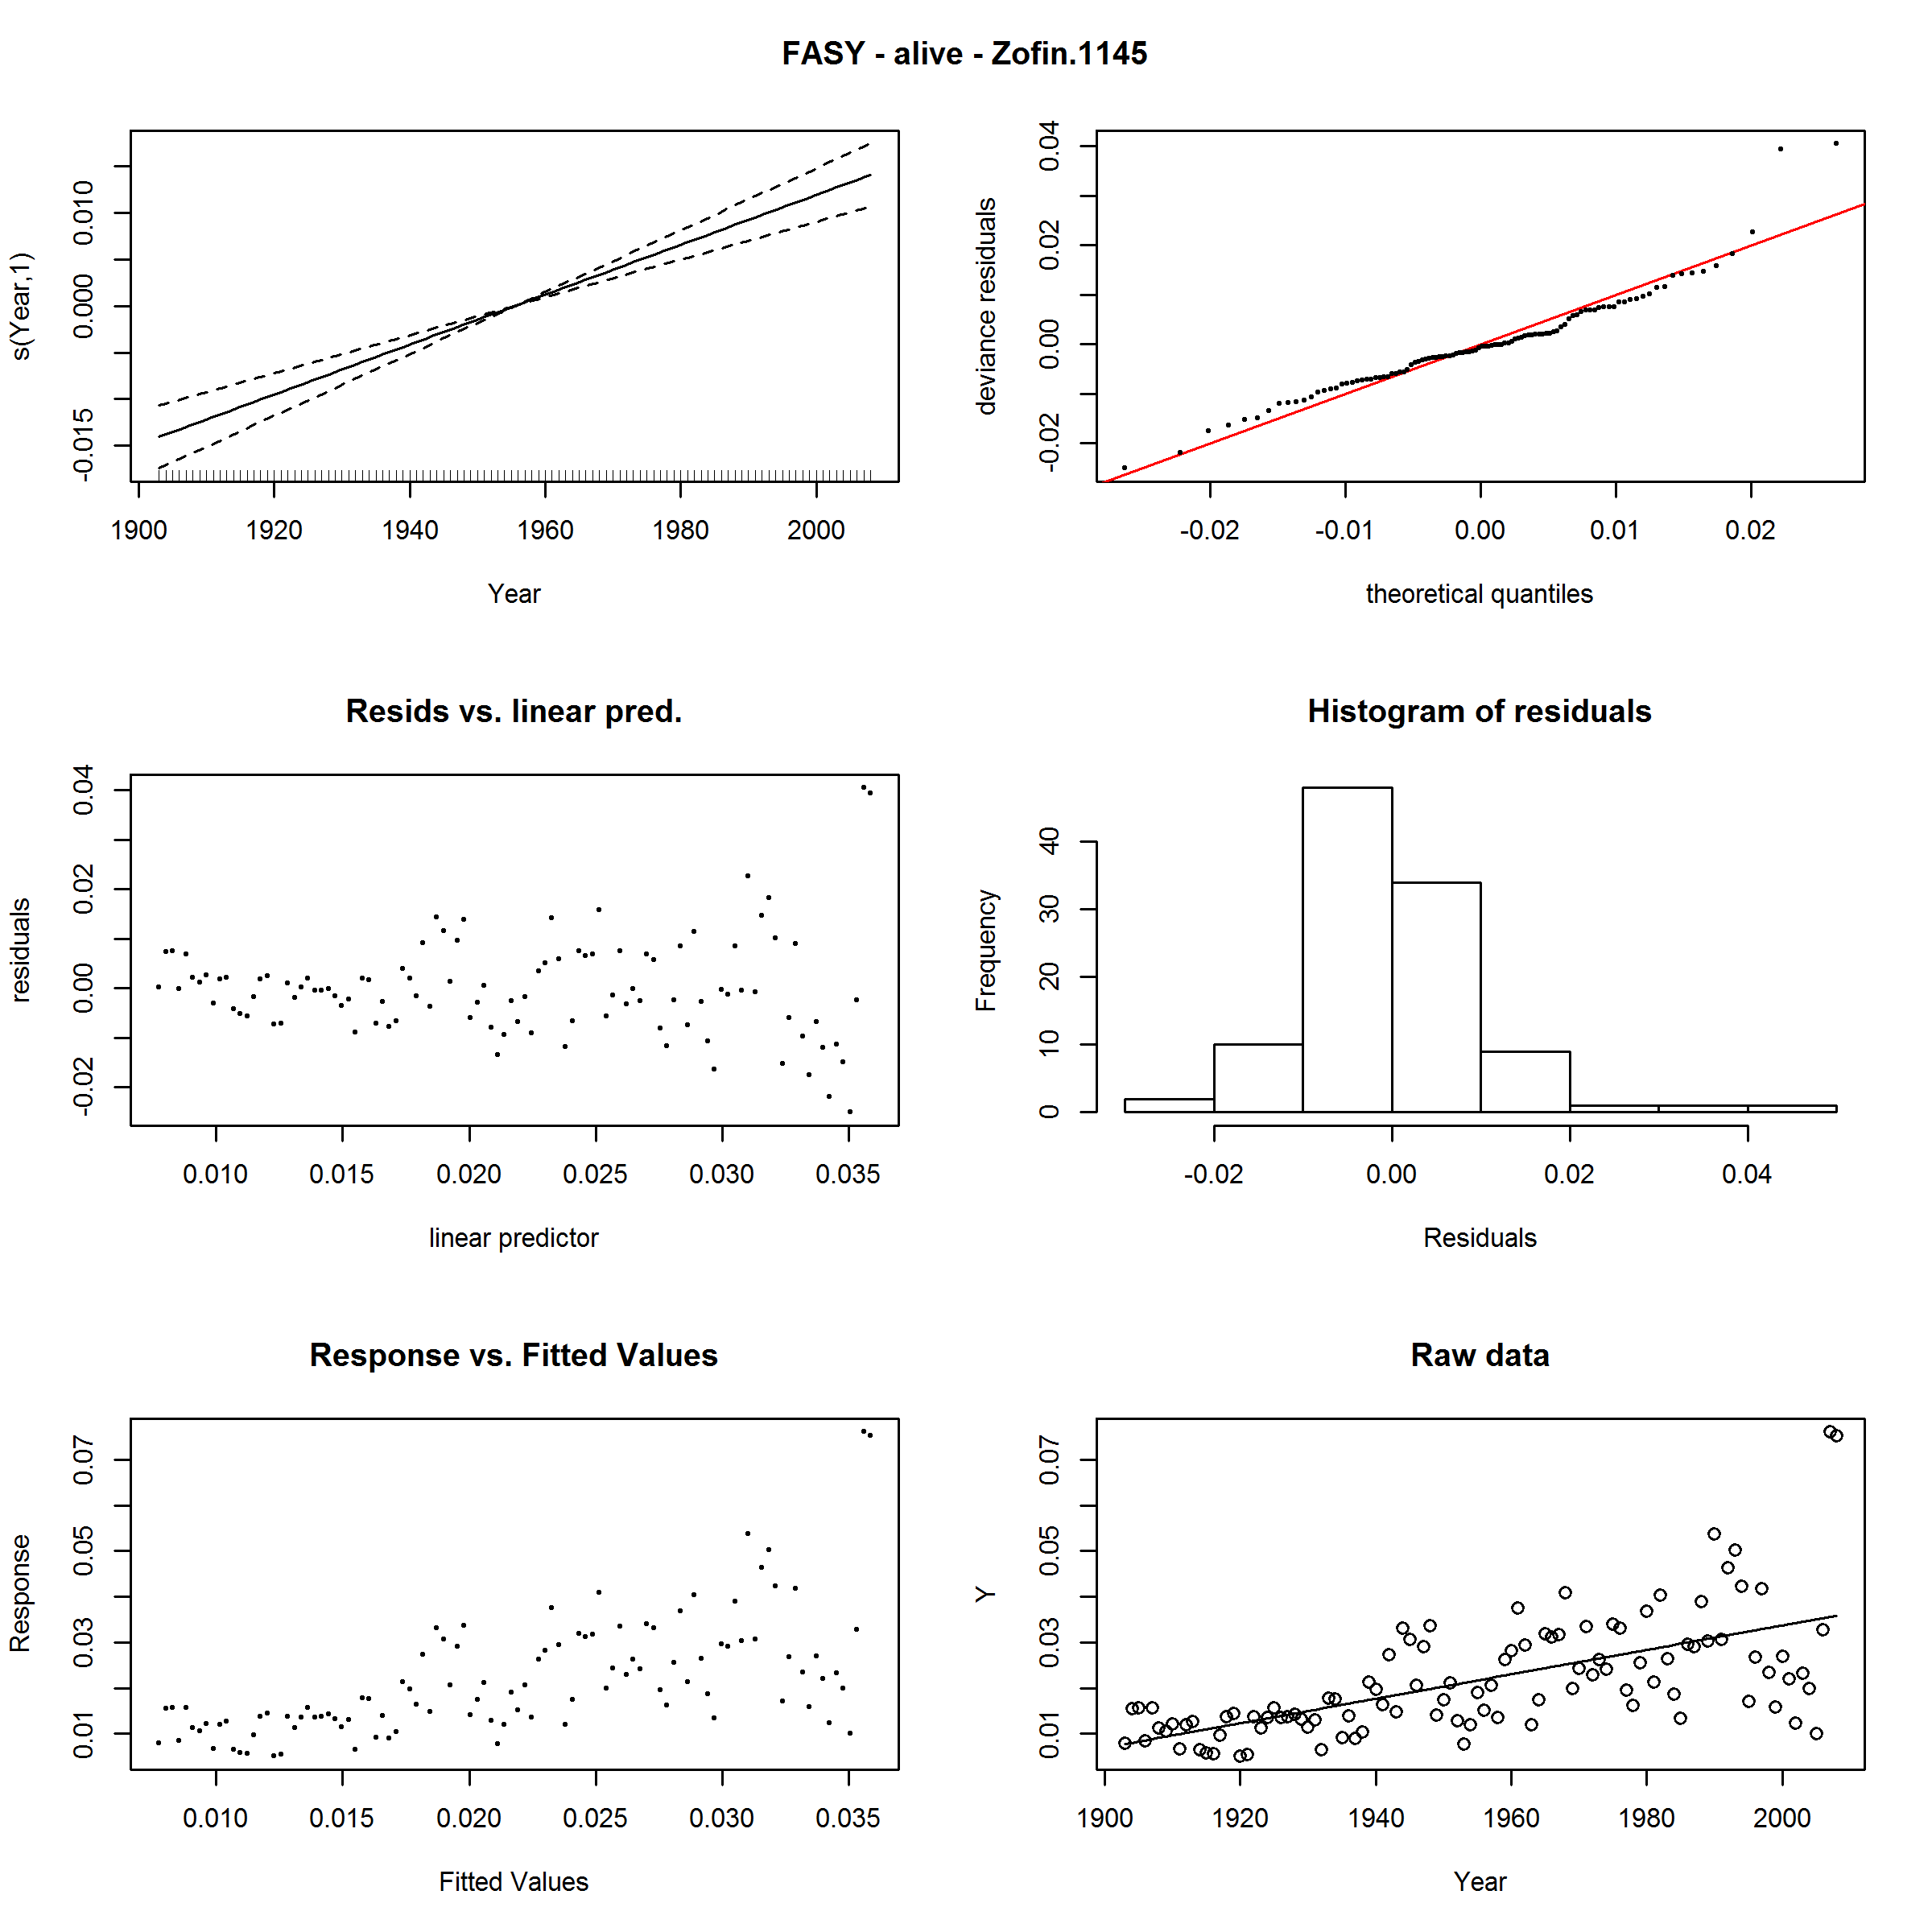 FASY - alive - Zofin.1145
s(Year,1)
-0.015 0.000 0.010
1900 1920 1940 1960 1980 2000
Year
deviance residuals
-0.02 0.00 0.02 0.04
-0.02 -0.01 0.00 0.01 0.02
theoretical quantiles
Resids vs. linear pred.
residuals
-0.02 0.00 0.02 0.04
0.010 0.015 0.020 0.025 0.030 0.035
linear predictor
Histogram of residuals
Frequency
0 10 20 30 40
-0.02 0.00 0.02 0.04
Residuals
Response vs. Fitted Values
Response
0.01 0.03 0.05 0.07
0.010 0.015 0.020 0.025 0.030 0.035
Fitted Values
Raw data
Y
0.01 0.03 0.05 0.07
1900 1920 1940 1960 1980 2000
Year